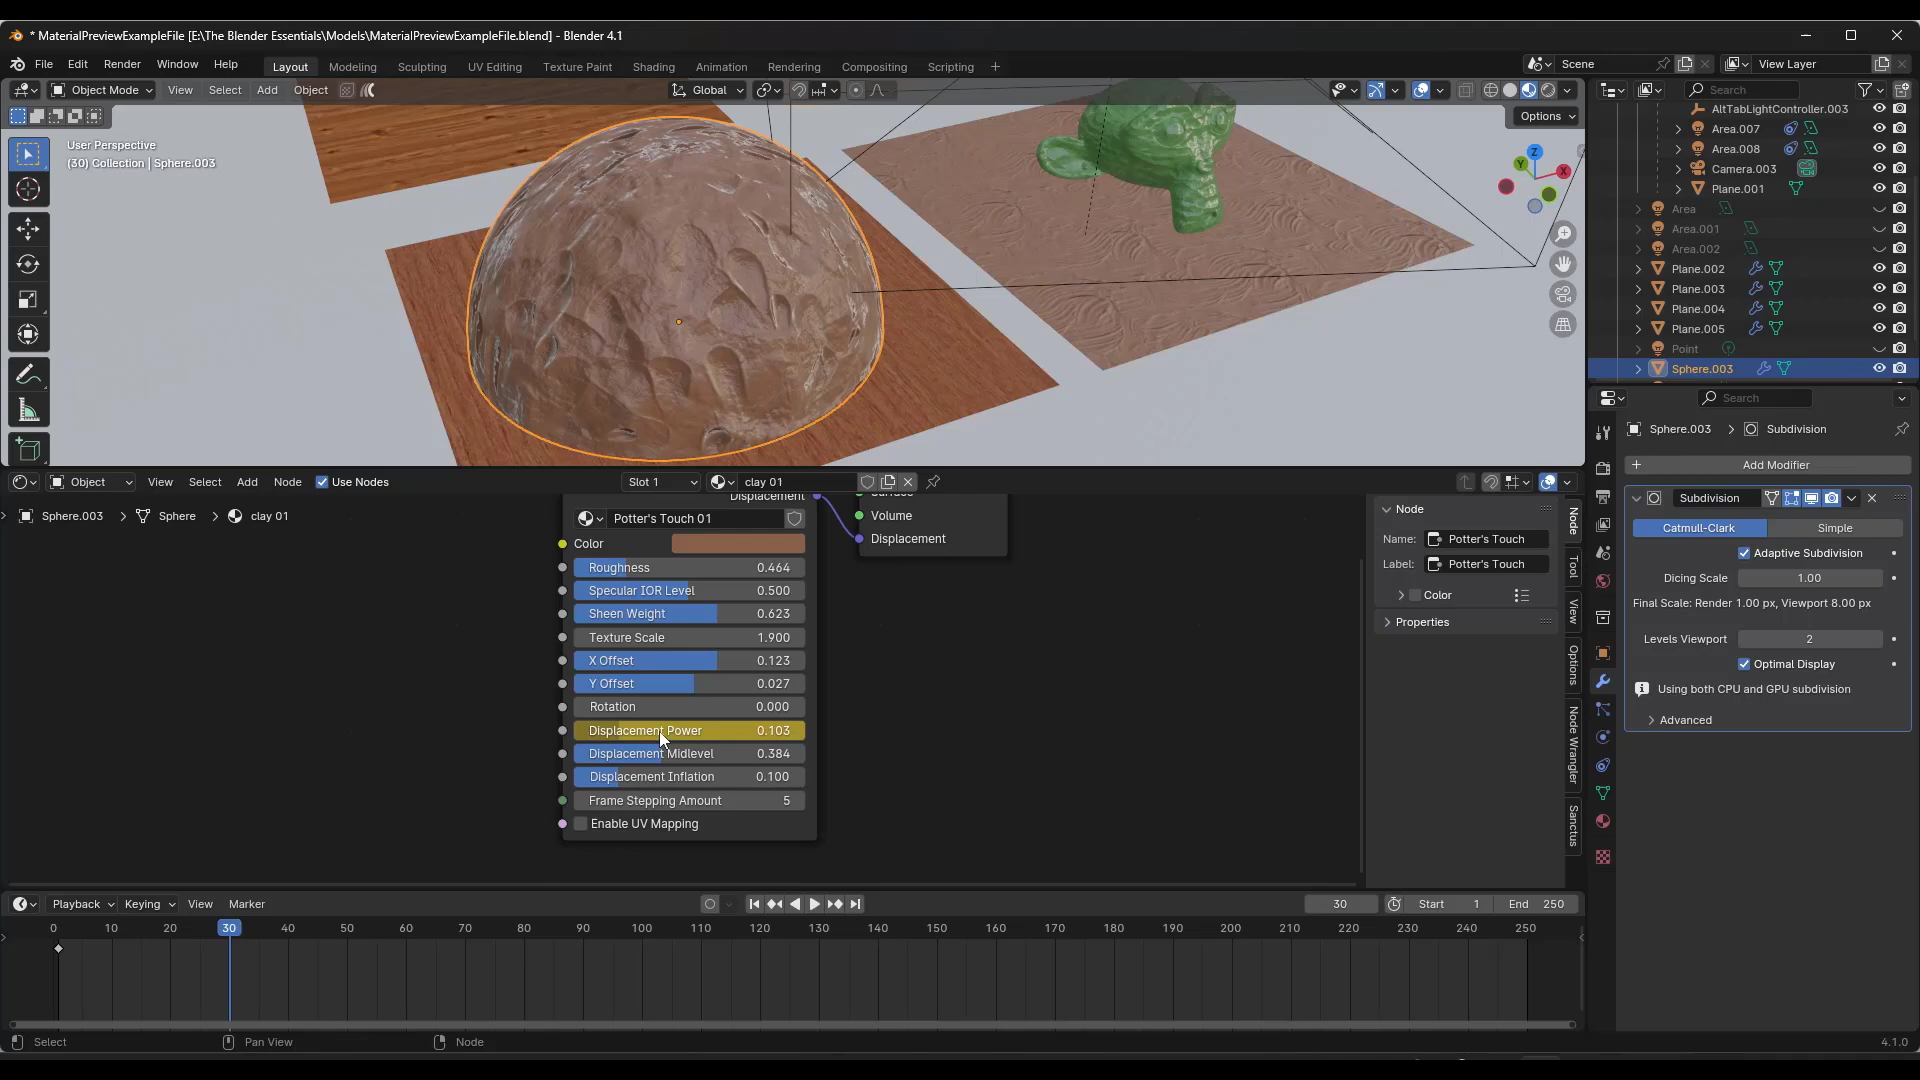 * MaterialPreviewExampleFile [E:\The Blender Essentials\Models\MaterialPreviewExampleFile.blend] - Blender 4.1
File Edit Render Window Help Layout Modeling Sculpting UV Editing Texture Paint Shading Animation Rendering Compositing Scripting + Scene View Layer
Object Mode View Select Add Object Global Search
Options
User Perspective
(30) Collection | Sphere.003
Z
Y
X
AltTabLightController.003
Area.007
Area.008
Camera.003
Plane.001
Area
Area.001
Area.002
Plane.002
Plane.003
Plane.004
Plane.005
Point
Sphere.003
Search
Sphere.003 Subdivision
Add Modifier
Subdivision
Catmull-Clark Simple
Adaptive Subdivision
Dicing Scale 1.00
Final Scale: Render 1.00 px, Viewport 8.00 px
Levels Viewport 2
Optimal Display
Using both CPU and GPU subdivision
Advanced
Object View Select Add Node Use Nodes Slot 1 clay 01
Sphere.003 Sphere clay 01
Displacement
Potter's Touch 01
Color
Roughness 0.464
Specular IOR Level 0.500
Sheen Weight 0.623
Texture Scale 1.900
X Offset 0.123
Y Offset 0.027
Rotation 0.000
Displacement Power 0.103
Displacement Midlevel 0.384
Displacement Inflation 0.100
Frame Stepping Amount 5
Enable UV Mapping
Surface
Volume
Displacement
Node
Name: Potter's Touch
Label: Potter's Touch
Color
Properties
Node
Tool
View
Options
Node Wrangler
Sanctus
Playback Keying View Marker 30 Start 1 End 250
0 10 20 30 40 50 60 70 80 90 100 110 120 130 140 150 160 170 180 190 200 210 220 230 240 250
Select Pan View Node 4.1.0